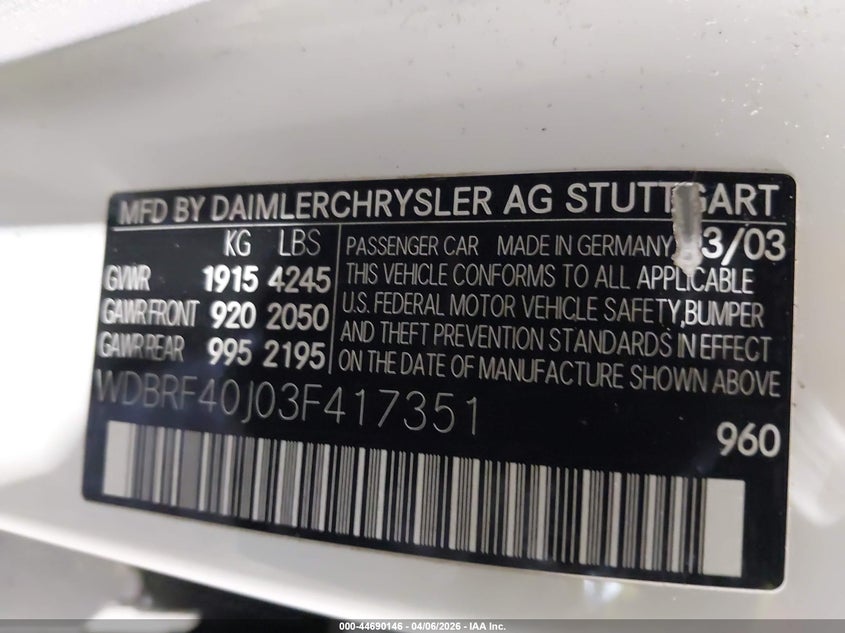 MFD BY DAIMLERCHRYSLER AG STUTTGART
KG LBS
GVWR 1915 4245
GAWR FRONT 920 2050
GAWR REAR 995 2195
PASSENGER CAR MADE IN GERMANY 03/03
THIS VEHICLE CONFORMS TO ALL APPLICABLE
U.S. FEDERAL MOTOR VEHICLE SAFETY,BUMPER
AND THEFT PREVENTION STANDARDS IN EFFECT
ON THE DATE OF MANUFACTURE SHOWN ABOVE
WDBRF40J03F417351
960
000-44690146 - 04/06/2026 - IAA Inc.